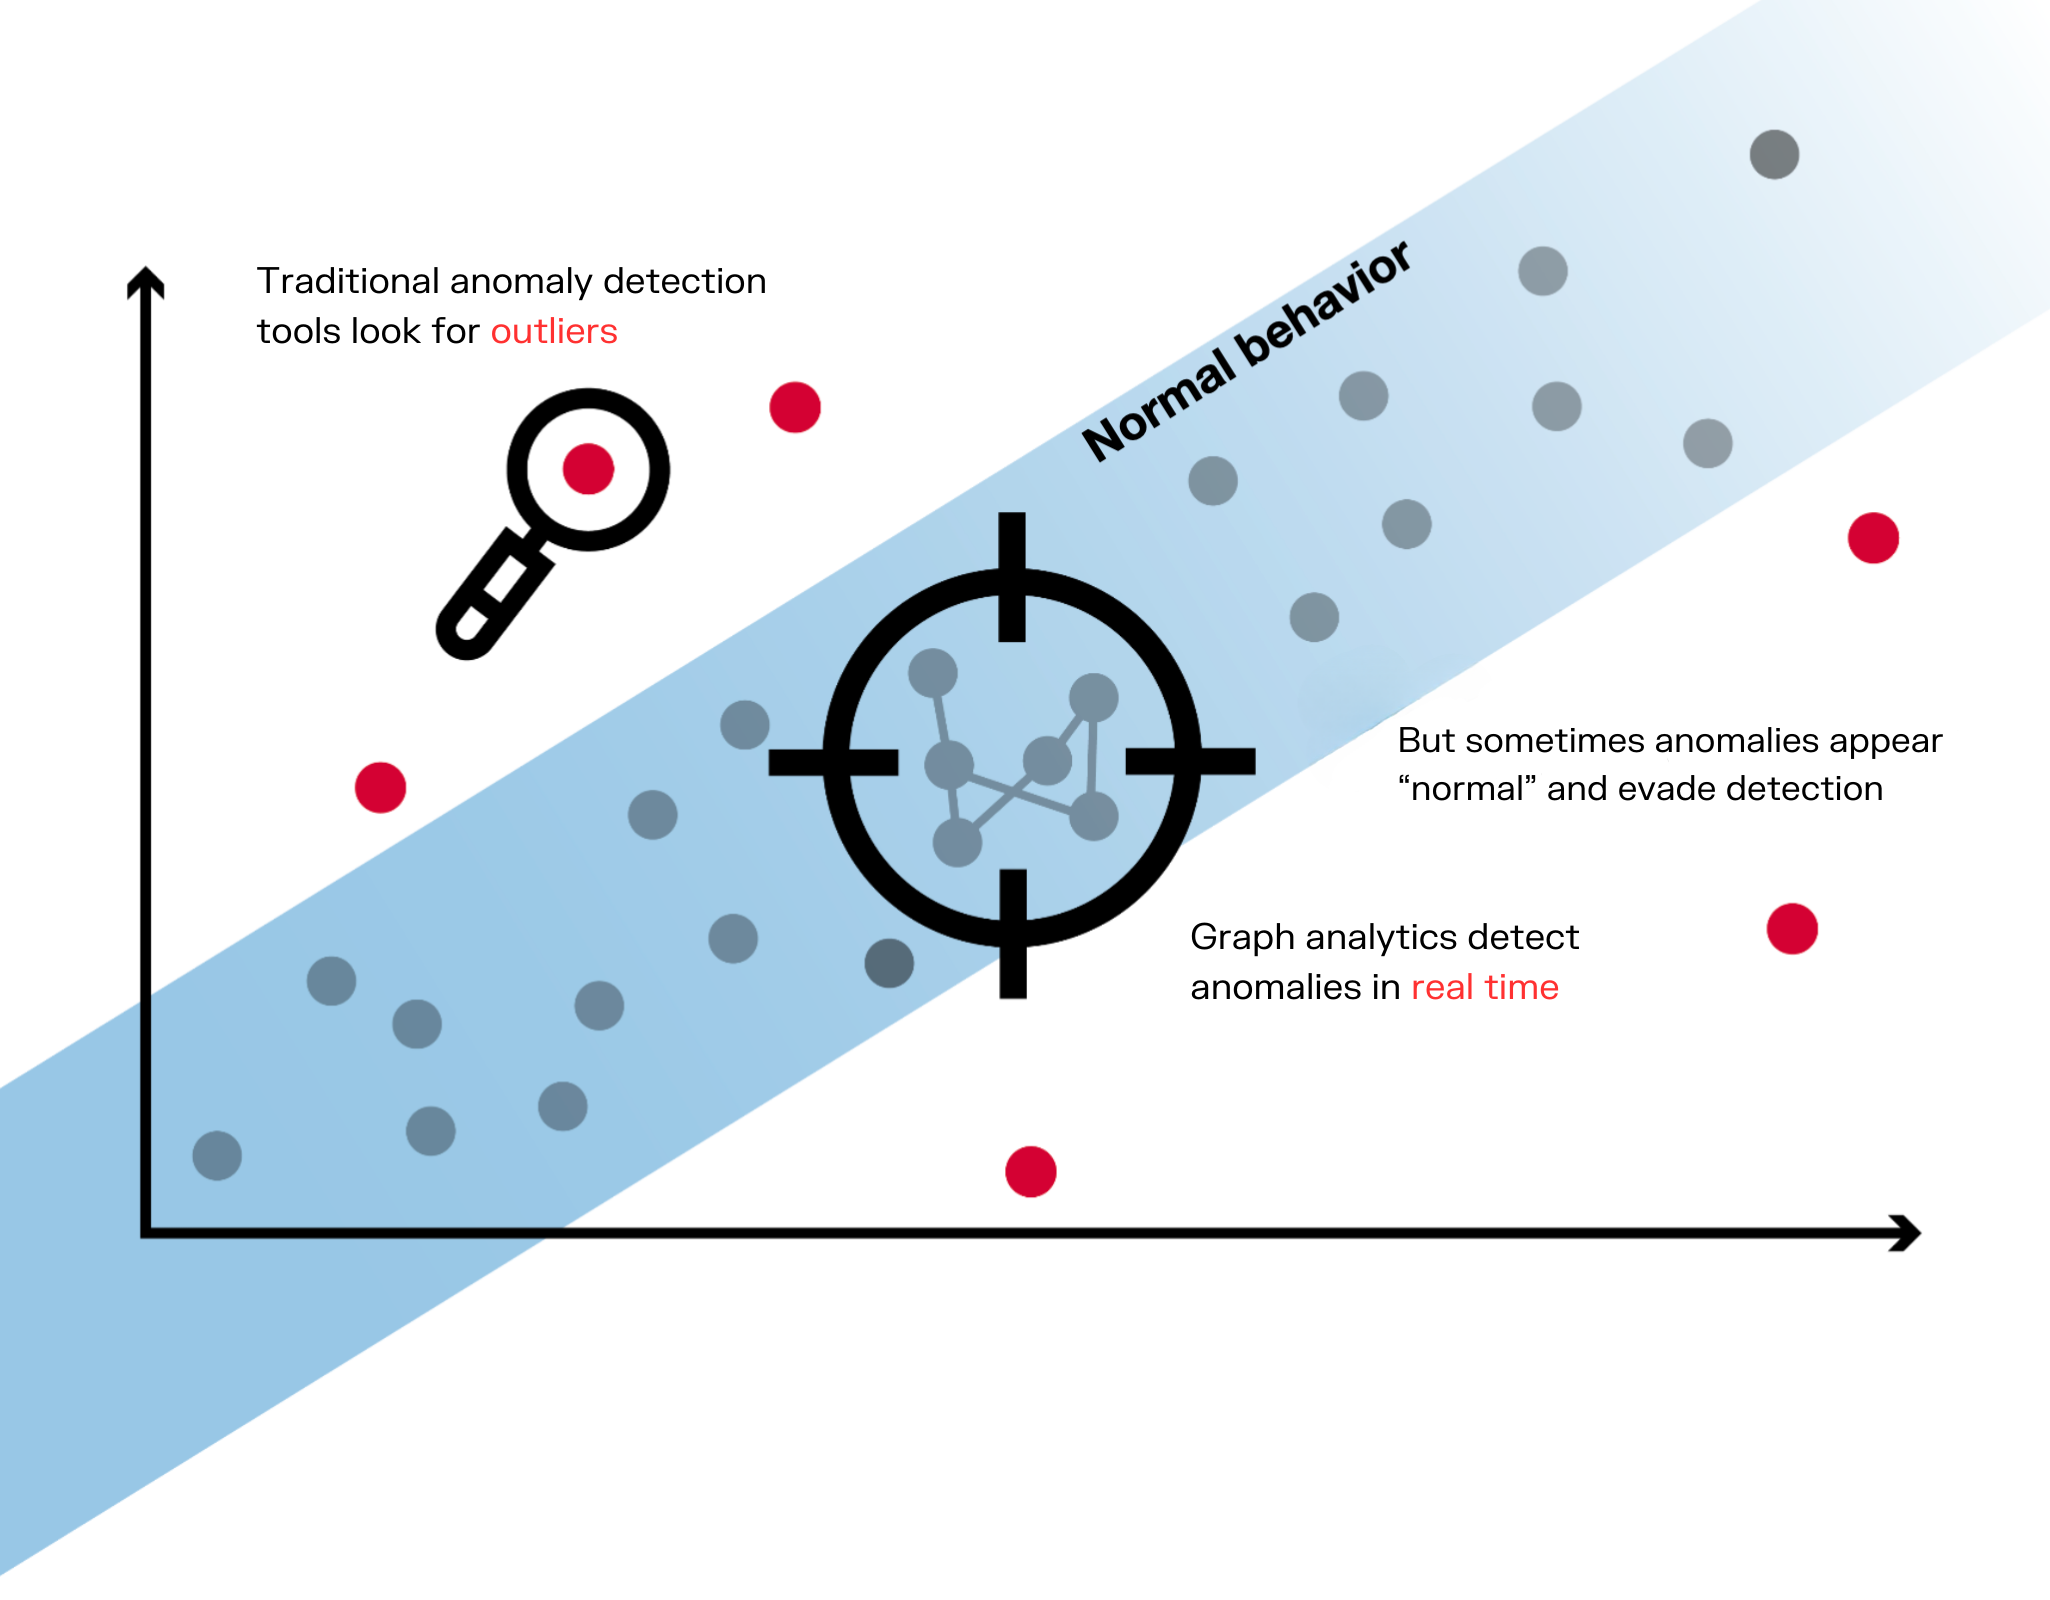 Traditional anomaly detection
tools look for outliers
Normal behavior
But sometimes anomalies appear
“normal” and evade detection
Graph analytics detect
anomalies in real time